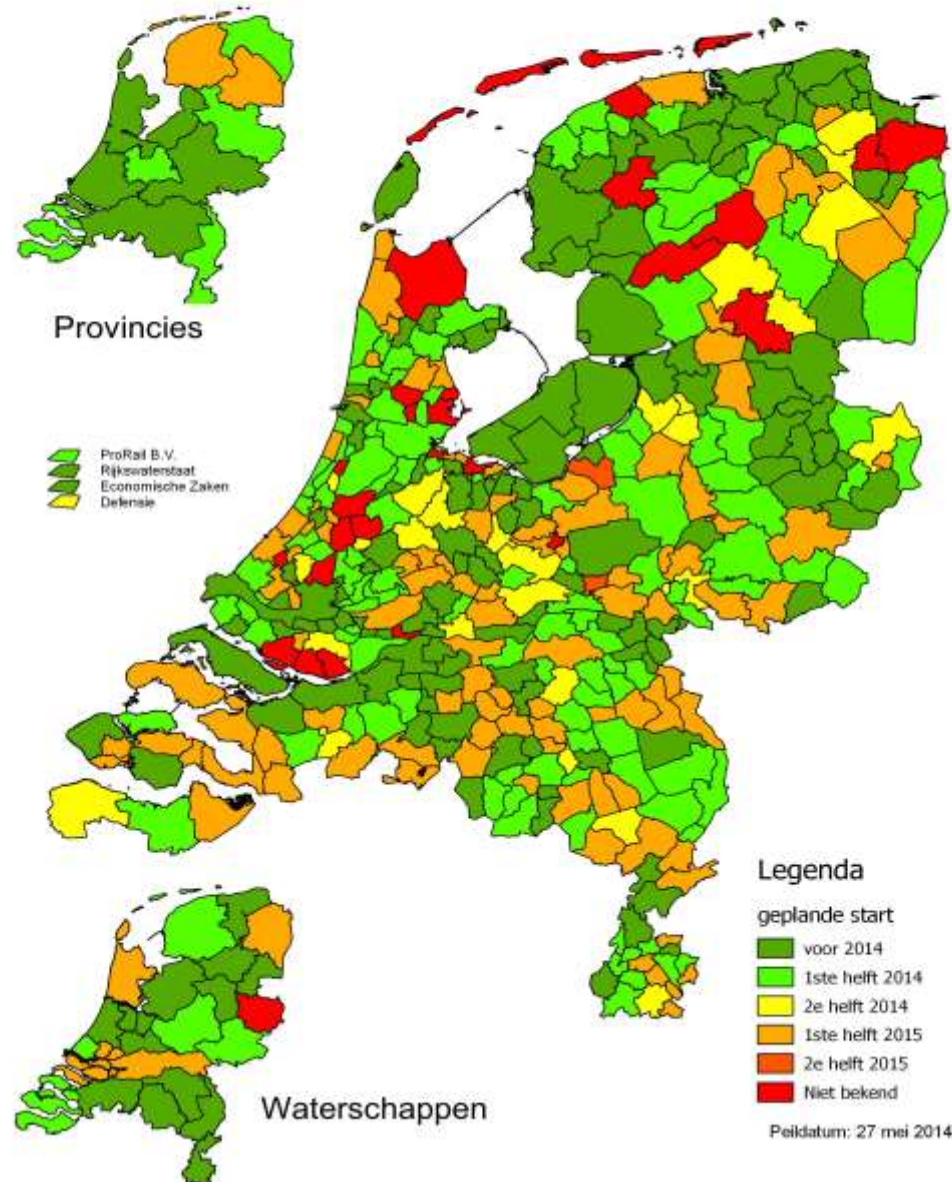 Provincies
ProRail B.V.
Rijkswaterstaat
Economische Zaken
Defensie
Legenda
geplande start
voor 2014
1ste helft 2014
2e helft 2014
1ste helft 2015
2e helft 2015
Niet bekend
Peildatum: 27 mei 2014
Waterschappen